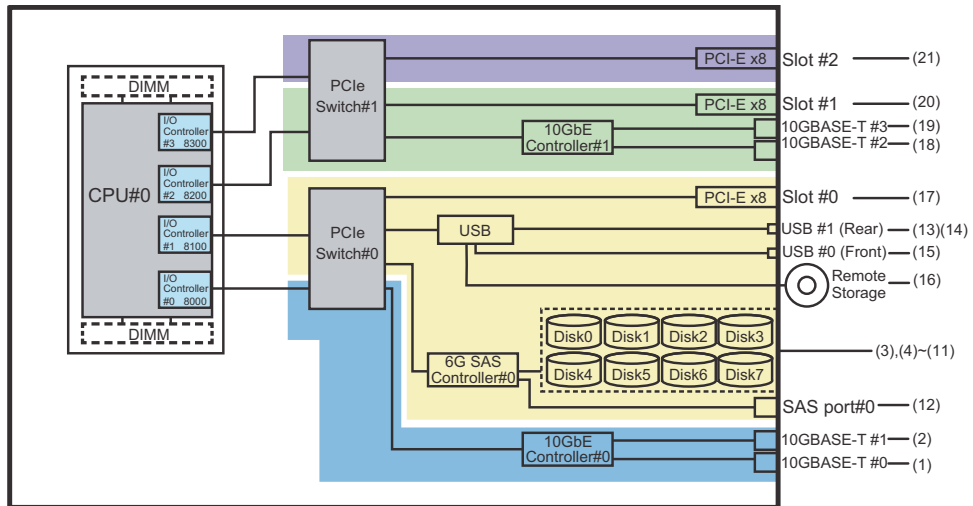 DIMM
CPU#0
I/O
Controller
#3 8300
I/O
Controller
#2 8200
I/O
Controller
#1 8100
I/O
Controller
#0 8000
DIMM
PCIe
Switch#1
PCI-E x8
Slot #2
(21)
PCI-E x8
Slot #1
(20)
10GbE
Controller#1
10GBASE-T #3
(19)
10GBASE-T #2
(18)
PCIe
Switch#0
PCI-E x8
Slot #0
(17)
USB
USB #1 (Rear)
(13)(14)
USB #0 (Front)
(15)
Remote
Storage
(16)
Disk0
Disk1
Disk2
Disk3
Disk4
Disk5
Disk6
Disk7
(3),(4)~(11)
6G SAS
Controller#0
SAS port#0
(12)
10GbE
Controller#0
10GBASE-T #1
(2)
10GBASE-T #0
(1)